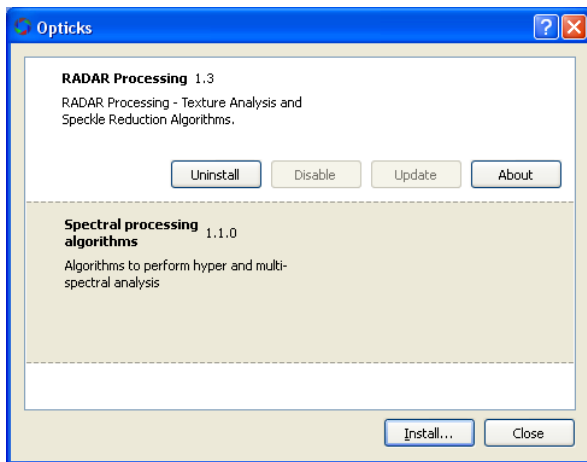 Opticks
RADAR Processing 1.3
RADAR Processing - Texture Analysis and
Speckle Reduction Algorithms.
Uninstall Disable Update About
Spectral processing
algorithms 1.1.0
Algorithms to perform hyper and multi-
spectral analysis
Install... Close